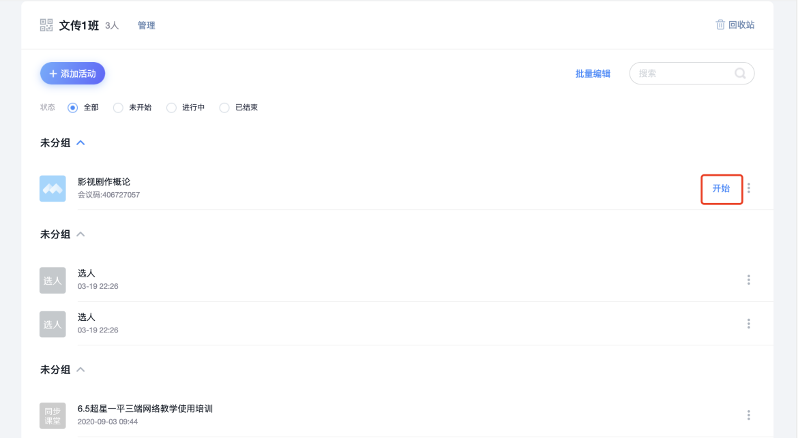 文传1班 3人 管理 回收站
+ 添加活动 批量编辑 搜索
状态 全部 未开始 进行中 已结束
未分组
影视剧作概论
会议码:406727057
开始
未分组
选人 选人
03-19 22:26
选人 选人
03-19 22:26
未分组
同步
课堂
6.5超星一平三端网络教学使用培训
2020-09-03 09:44